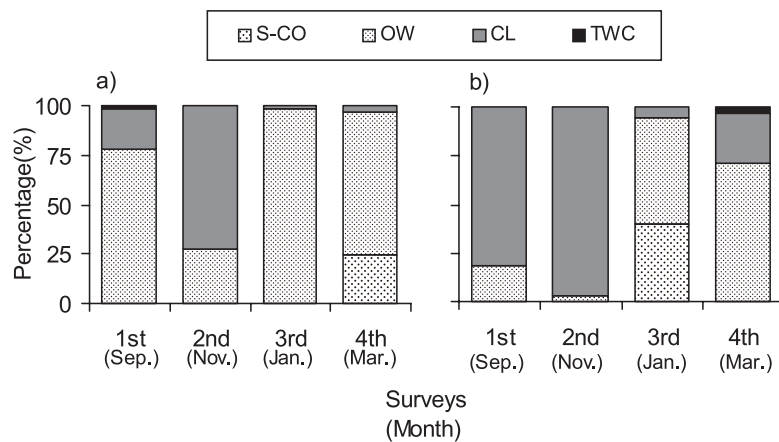 S-CO OW CL TWC
a) b)
Percentage(%)
100
75
50
25
0
1st 2nd 3rd 4th 1st 2nd 3rd 4th
(Sep.) (Nov.) (Jan.) (Mar.) (Sep.) (Nov.) (Jan.) (Mar.)
Surveys
(Month)